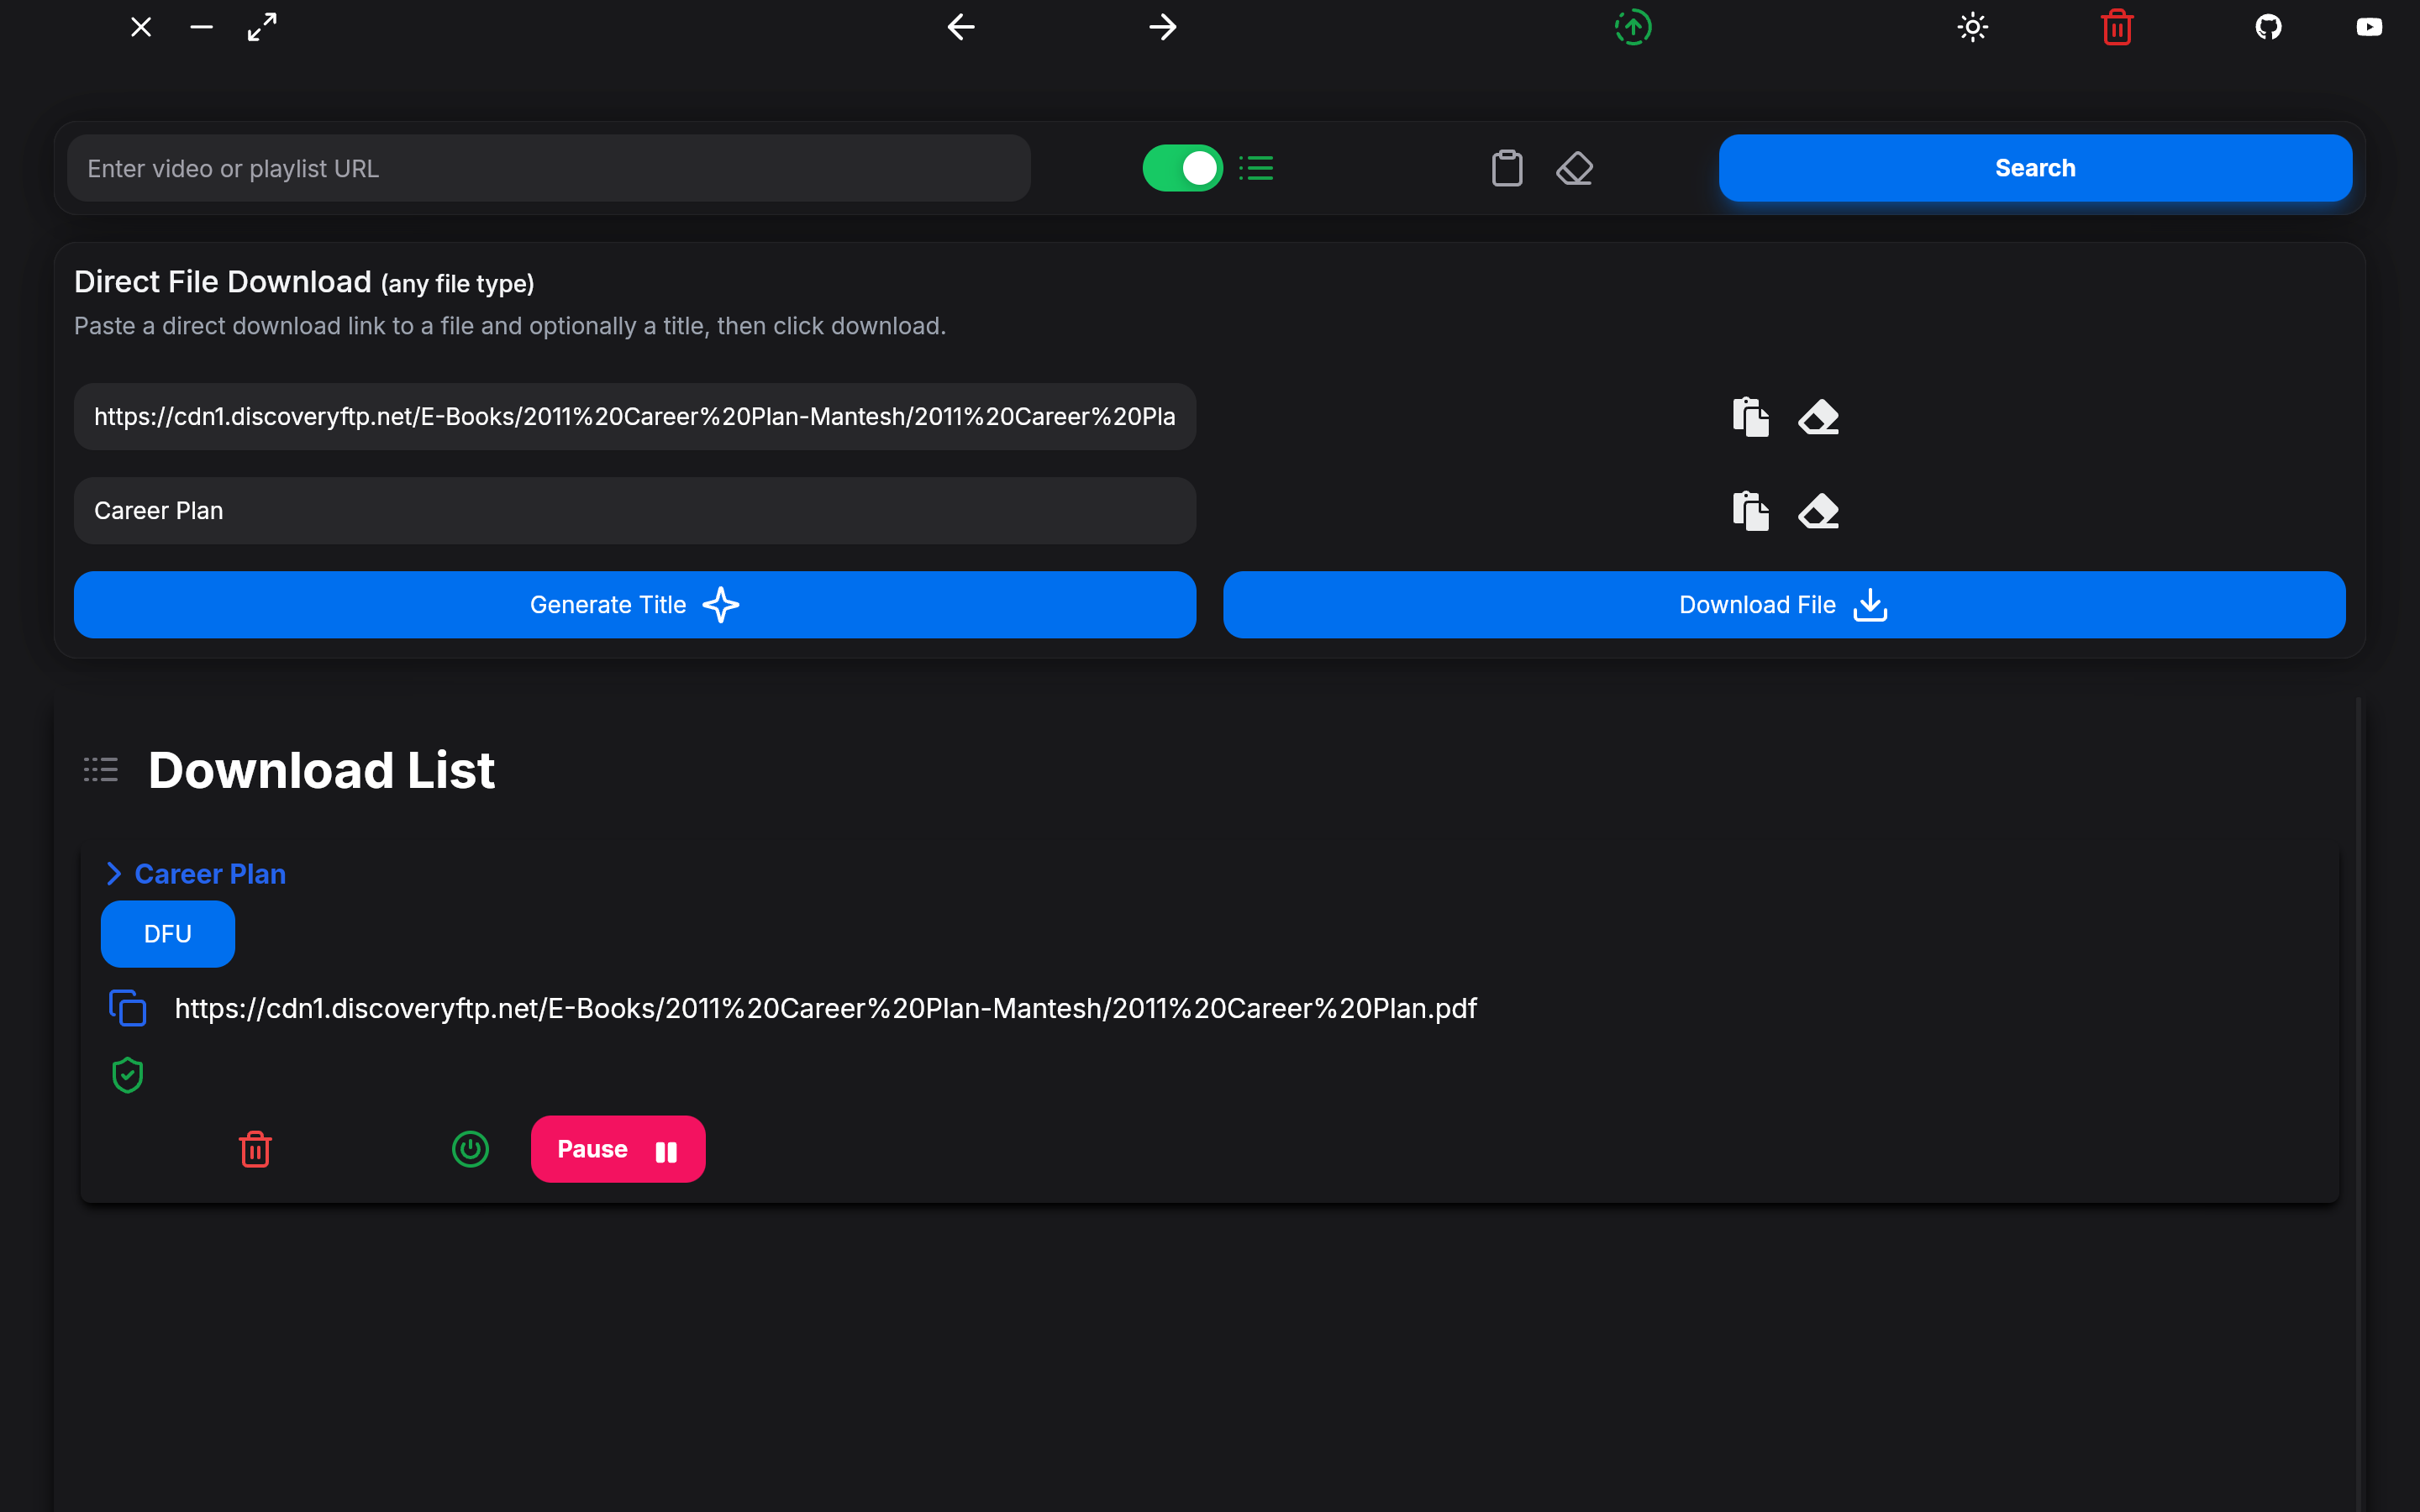 Enter video or playlist URL
Search
Direct File Download (any file type)
Paste a direct download link to a file and optionally a title, then click download.
https://cdn1.discoveryftp.net/E-Books/2011%20Career%20Plan-Mantesh/2011%20Career%20Pla
Career Plan
Generate Title
Download File
Download List
Career Plan
DFU
https://cdn1.discoveryftp.net/E-Books/2011%20Career%20Plan-Mantesh/2011%20Career%20Plan.pdf
Pause